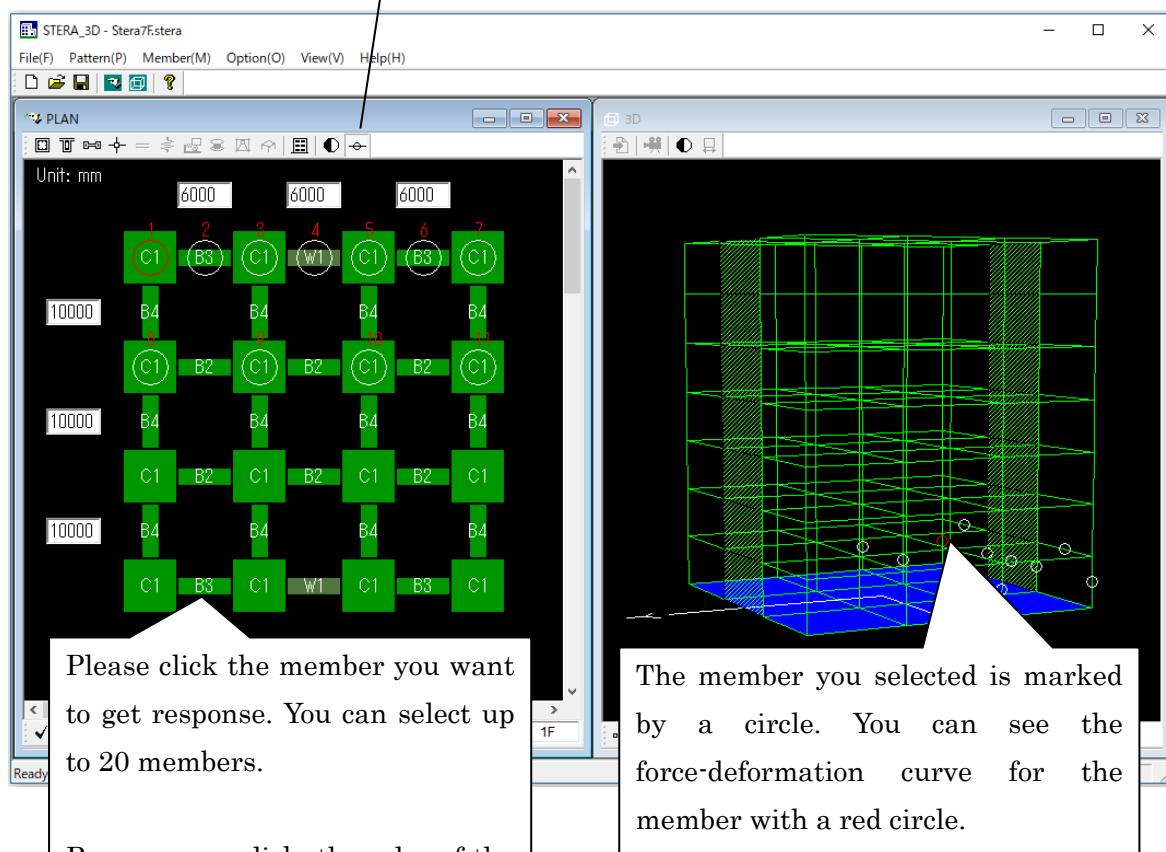 STERA_3D - Stera7F.stera
File(F) Pattern(P) Member(M) Option(O) View(V) Help(H)
PLAN
3D
Unit: mm
6000 6000 6000
1 2 3 4 5 6 7
C1 B3 C1 W1 C1 B3 C1
10000 B4 B4 B4 B4
8 9 10 11
C1 B2 C1 B2 C1 B2 C1
10000 B4 B4 B4 B4
C1 B2 C1 B2 C1 B2 C1
10000 B4 B4 B4 B4
C1 B3 C1 W1 C1 B3 C1
1F
Ready
Please click the member you want
to get response. You can select up
to 20 members.
The member you selected is marked
by a circle. You can see the
force-deformation curve for the
member with a red circle.